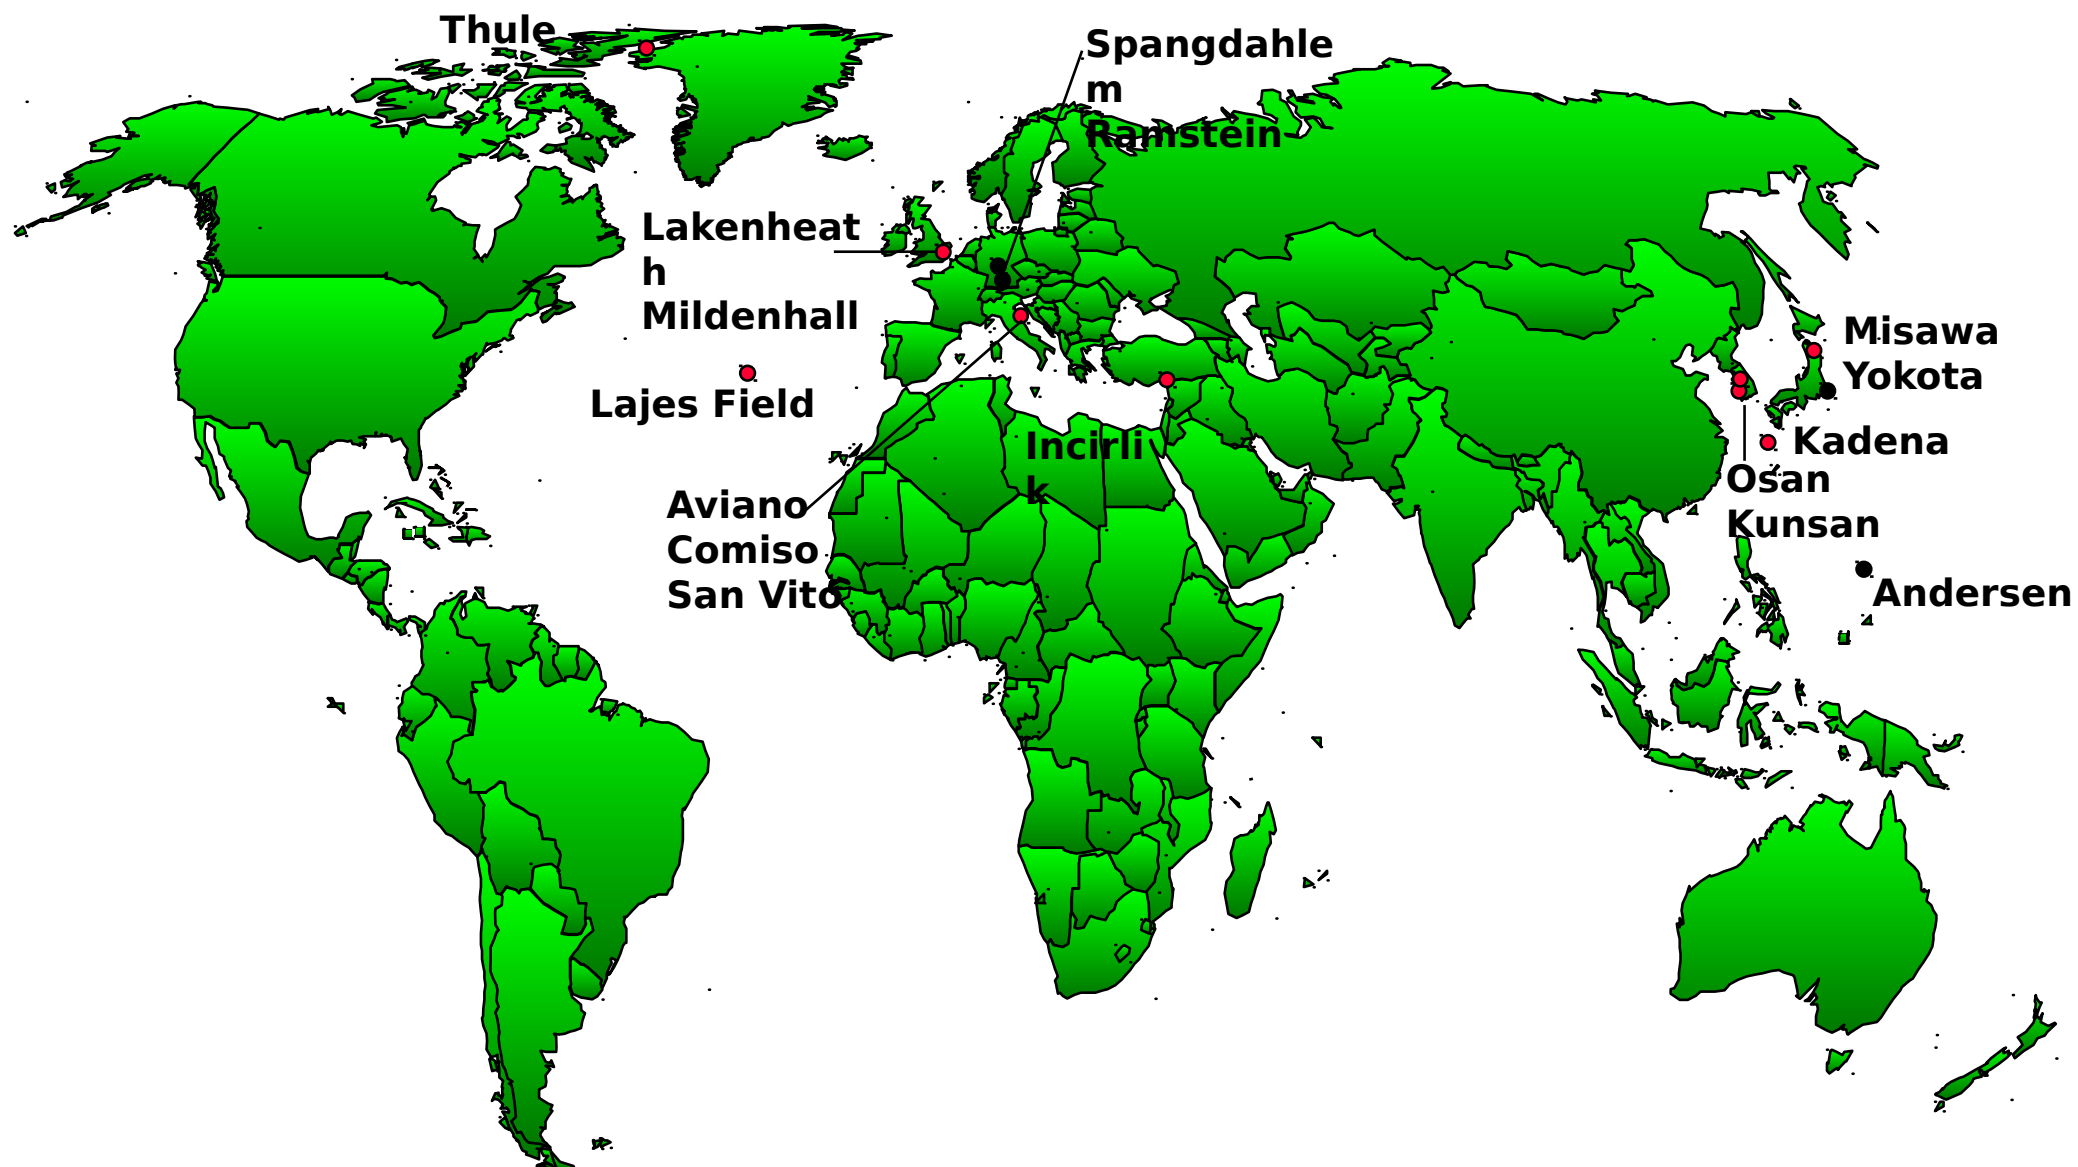 Thule
Spangdahle
m
Ramstein
Lakenheat
h
Mildenhall
Lajes Field
Misawa
Yokota
Kadena
Osan
Kunsan
Andersen
Incirli
k
Aviano
Comiso
San Vito